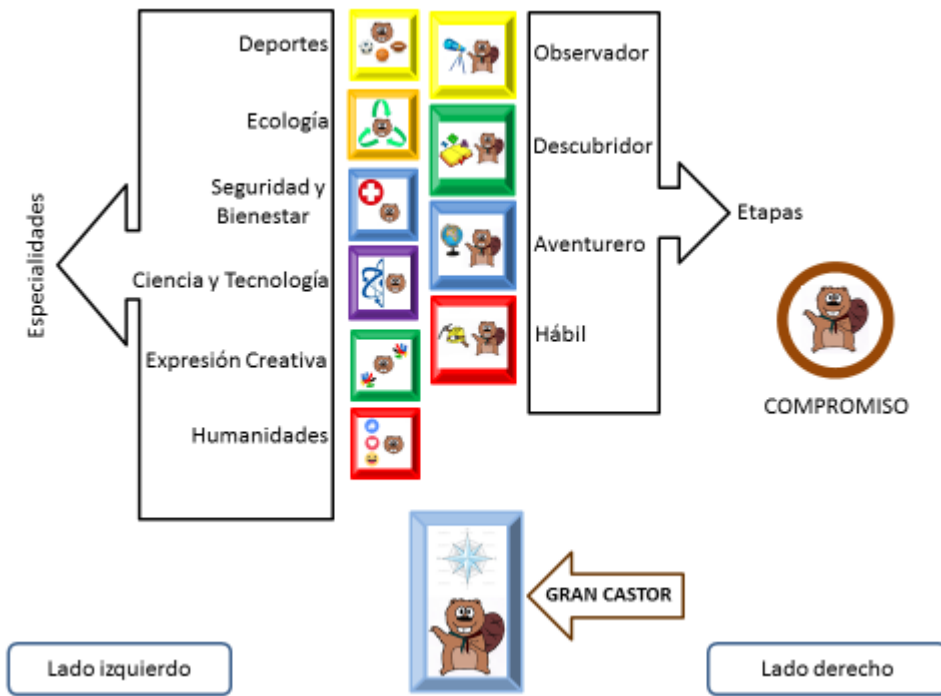 Deportes
Ecología
Seguridad y
Bienestar
Ciencia y Tecnología
Expresión Creativa
Humanidades
Especialidades
Observador
Descubridor
Aventurero
Hábil
Etapas
COMPROMISO
GRAN CASTOR
Lado izquierdo
Lado derecho